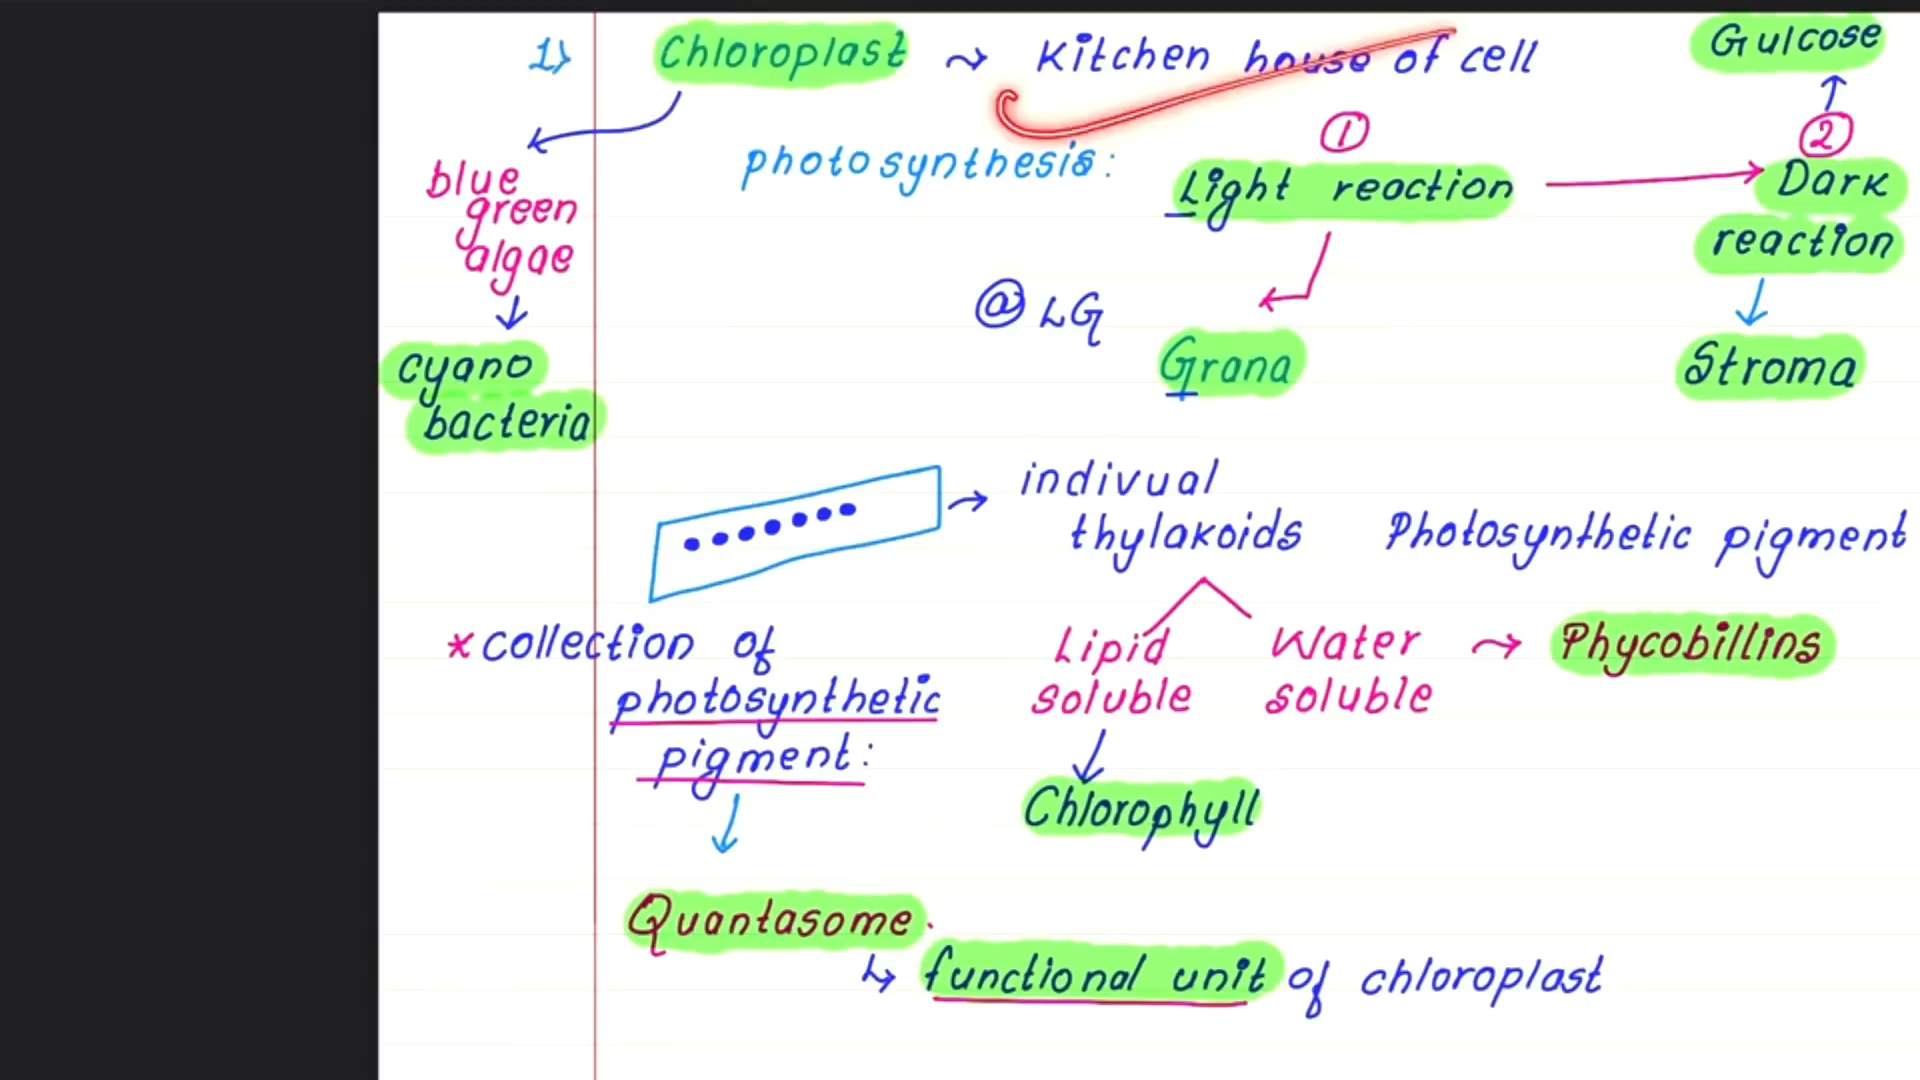 1) Chloroplast ~> Kitchen house of cell
Gulcose
blue
green
algae
photosynthesis:
1
Light reaction
2
Dark
reaction
@ LG
Grana
Stroma
cyano
bacteria
indivual
thylakoids
Photosynthetic pigment
* collection of
photosynthetic
pigment:
Lipid
soluble
Water
soluble
Phycobillins
Chlorophyll
Quantasome.
functional unit of chloroplast